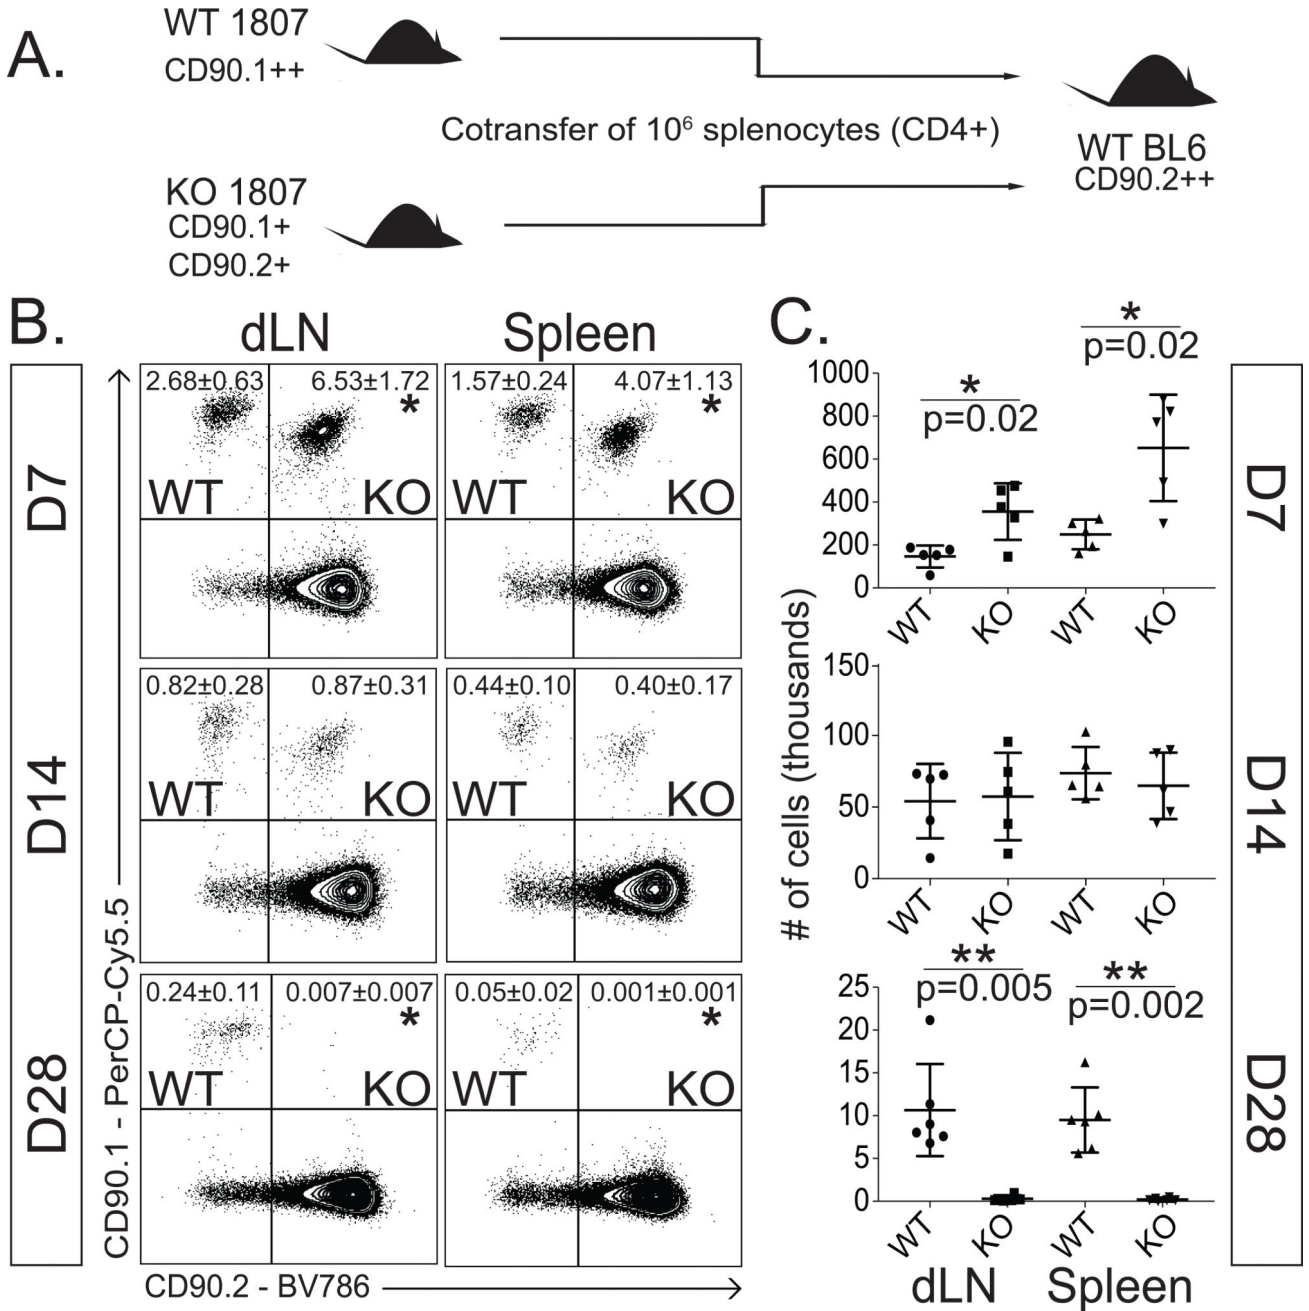 A.
WT 1807
CD90.1++
Cotransfer of 10⁶ splenocytes (CD4+)
WT BL6
CD90.2++
KO 1807
CD90.1+
CD90.2+
B.
dLN
Spleen
D7
2.68±0.63
6.53±1.72
*
WT
KO
1.57±0.24
4.07±1.13
*
WT
KO
D14
0.82±0.28
0.87±0.31
WT
KO
0.44±0.10
0.40±0.17
WT
KO
D28
0.24±0.11
0.007±0.007
*
WT
KO
0.05±0.02
0.001±0.001
*
WT
KO
CD90.1 - PerCP-Cy5.5
CD90.2 - BV786
C.
# of cells (thousands)
*
p=0.02
*
p=0.02
1000
800
600
400
200
0
WT
KO
WT
KO
D7
150
100
50
0
WT
KO
WT
KO
D14
**
p=0.005
**
p=0.002
25
20
15
10
5
0
WT
KO
WT
KO
D28
dLN
Spleen